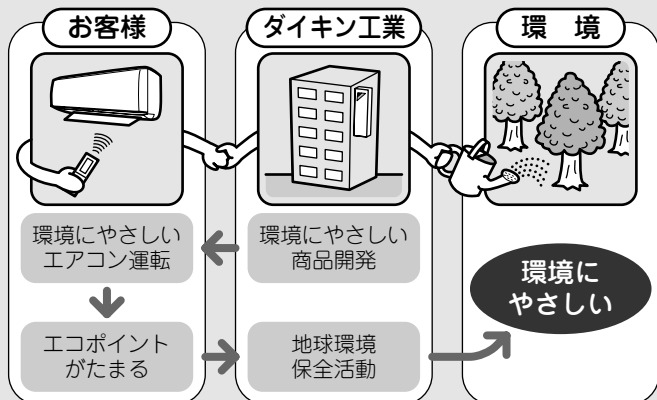 お客様
ダイキン工業
環　境
環境にやさしい
エアコン運転
環境にやさしい
商品開発
環境に
やさしい
エコポイント
がたまる
地球環境
保全活動